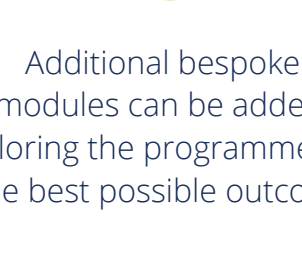 Additional bespoke
modules can be adde
loring the programme
e best possible outco